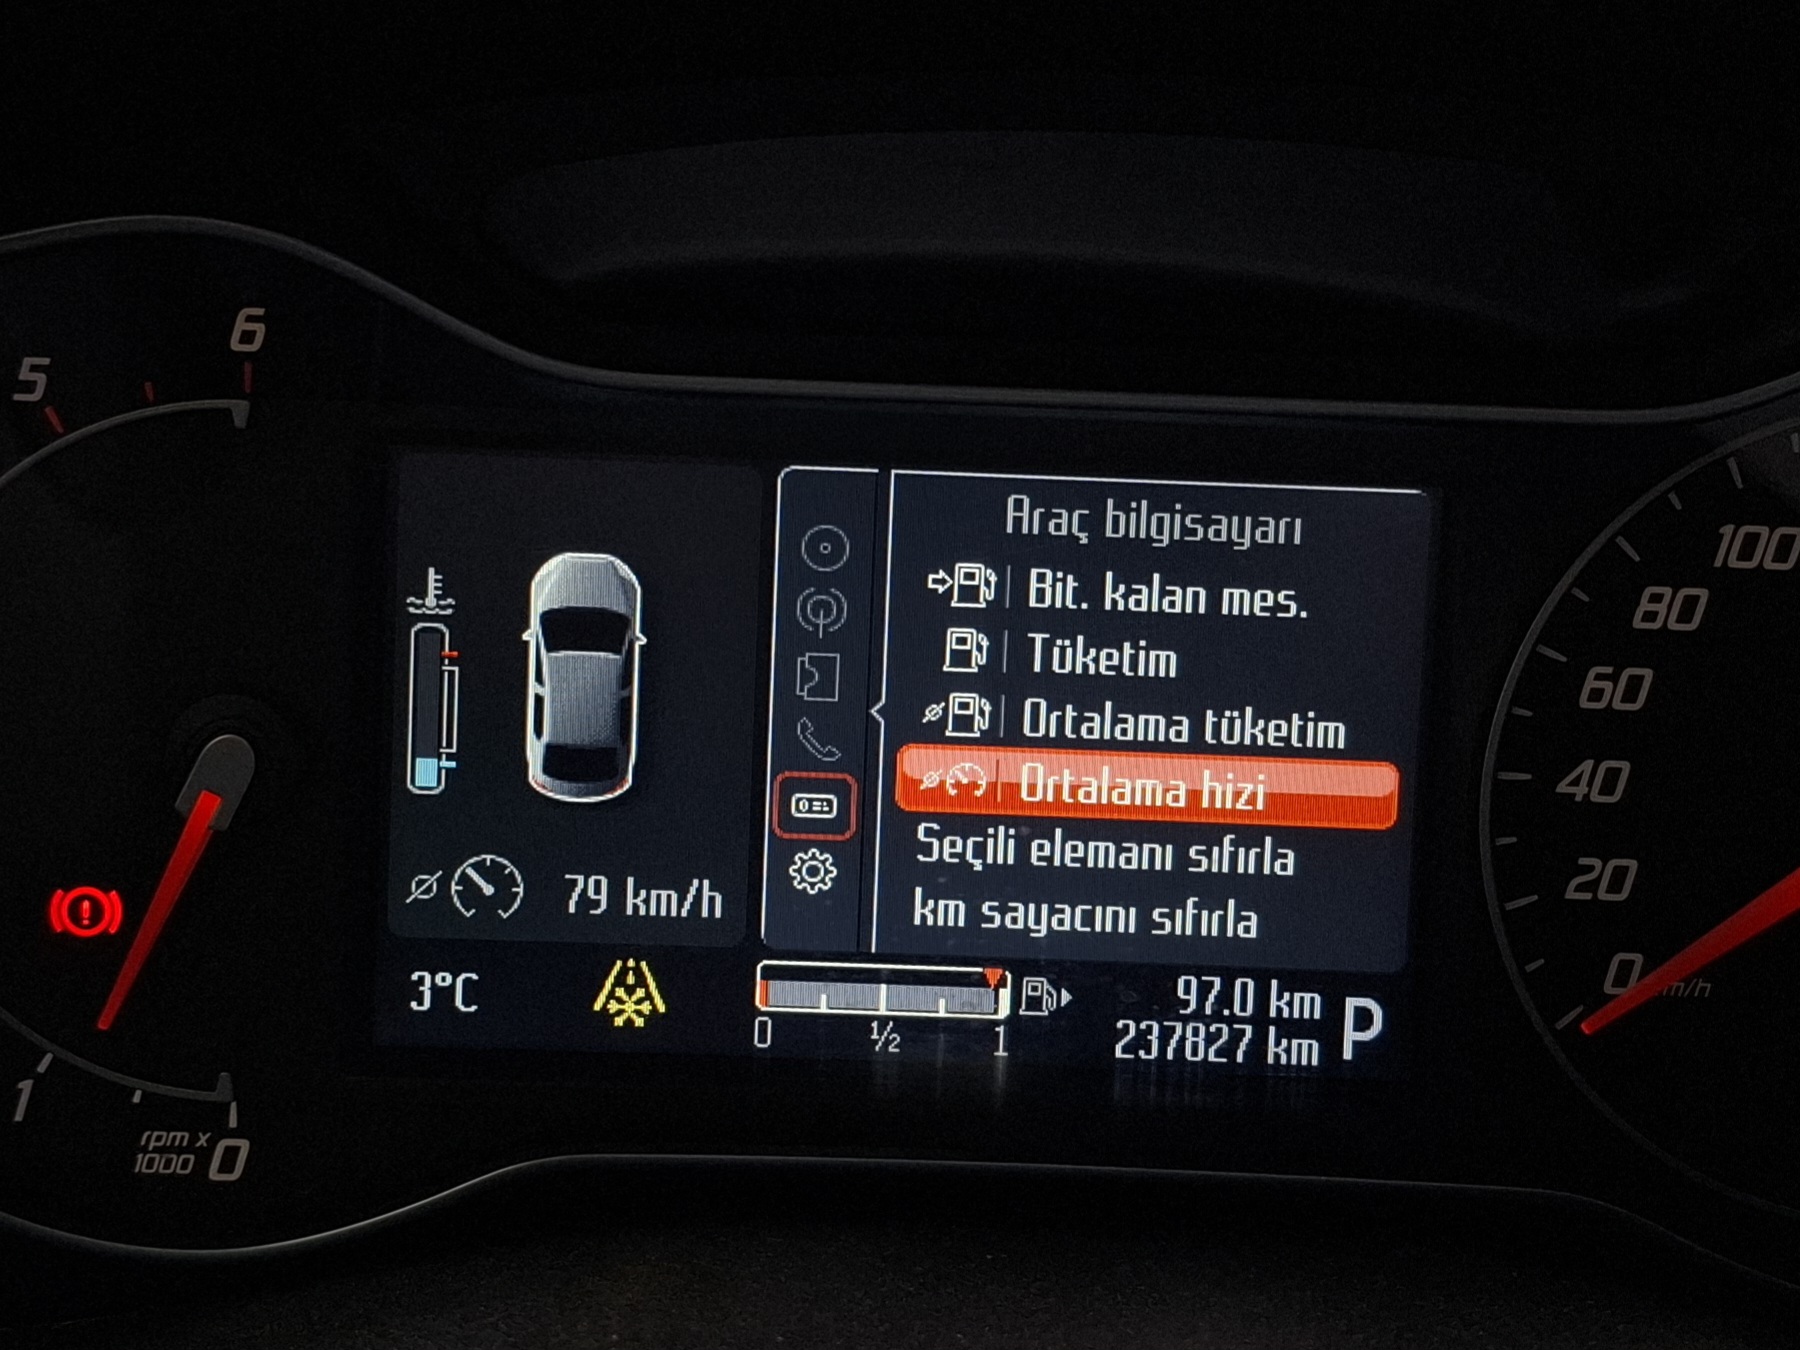 5
6
1
rpm x
1000
0
79 km/h
3°C
Araç bilgisayarı
Bit. kalan mes.
Tüketim
Ortalama tüketim
Ortalama hizi
Seçili elemanı sıfırla
km sayacını sıfırla
0
½
1
97.0 km
237827 km
P
100
80
60
40
20
0